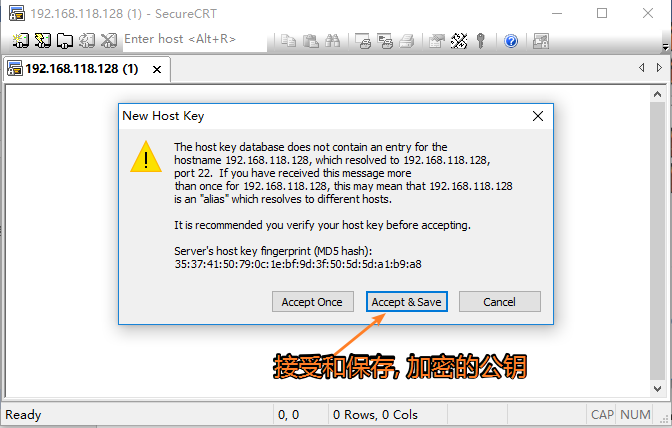 192.168.118.128 (1) - SecureCRT
Enter host <Alt+R>
192.168.118.128 (1)
New Host Key
The host key database does not contain an entry for the
hostname 192.168.118.128, which resolved to 192.168.118.128,
port 22. If you have received this message more
than once for 192.168.118.128, this may mean that 192.168.118.128
is an "alias" which resolves to different hosts.
It is recommended you verify your host key before accepting.
Server's host key fingerprint (MD5 hash):
35:37:41:50:79:0c:1e:bf:9d:3f:50:5d:5d:a1:b9:a8
Accept Once Accept & Save Cancel
接受和保存, 加密的公钥
Ready 0, 0 0 Rows, 0 Cols CAP NUM